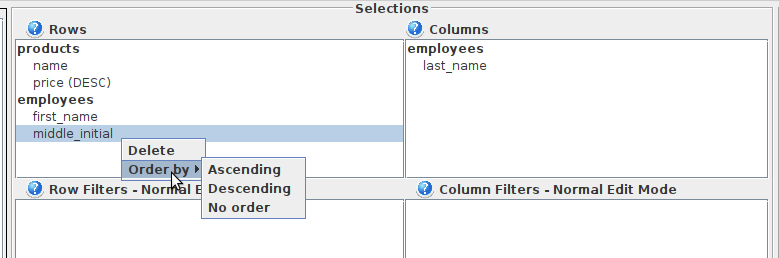 Selections
? Rows
? Columns
products
name
price (DESC)
employees
first_name
middle_initial
employees
last_name
Delete
Order by
Ascending
Descending
No order
? Row Filters - Normal E
? Column Filters - Normal Edit Mode